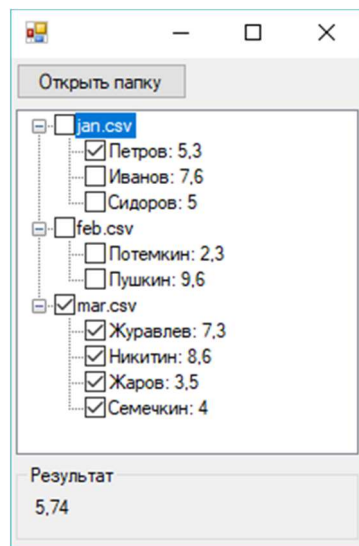 Открыть папку
jan.csv
Петров: 5,3
Иванов: 7,6
Сидоров: 5
feb.csv
Потемкин: 2,3
Пушкин: 9,6
mar.csv
Журавлев: 7,3
Никитин: 8,6
Жаров: 3,5
Семечкин: 4
Результат
5,74